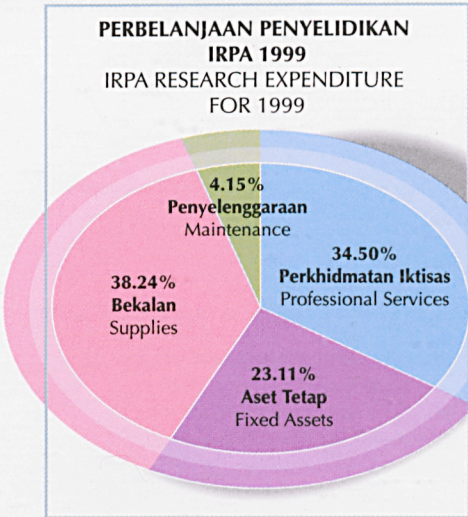 PERBELANJAAN PENYELIDIKAN
IRPA 1999
IRPA RESEARCH EXPENDITURE
FOR 1999
4.15%
Penyelenggaraan
Maintenance
34.50%
Perkhidmatan Iktisas
Professional Services
38.24%
Bekalan
Supplies
23.11%
Aset Tetap
Fixed Assets